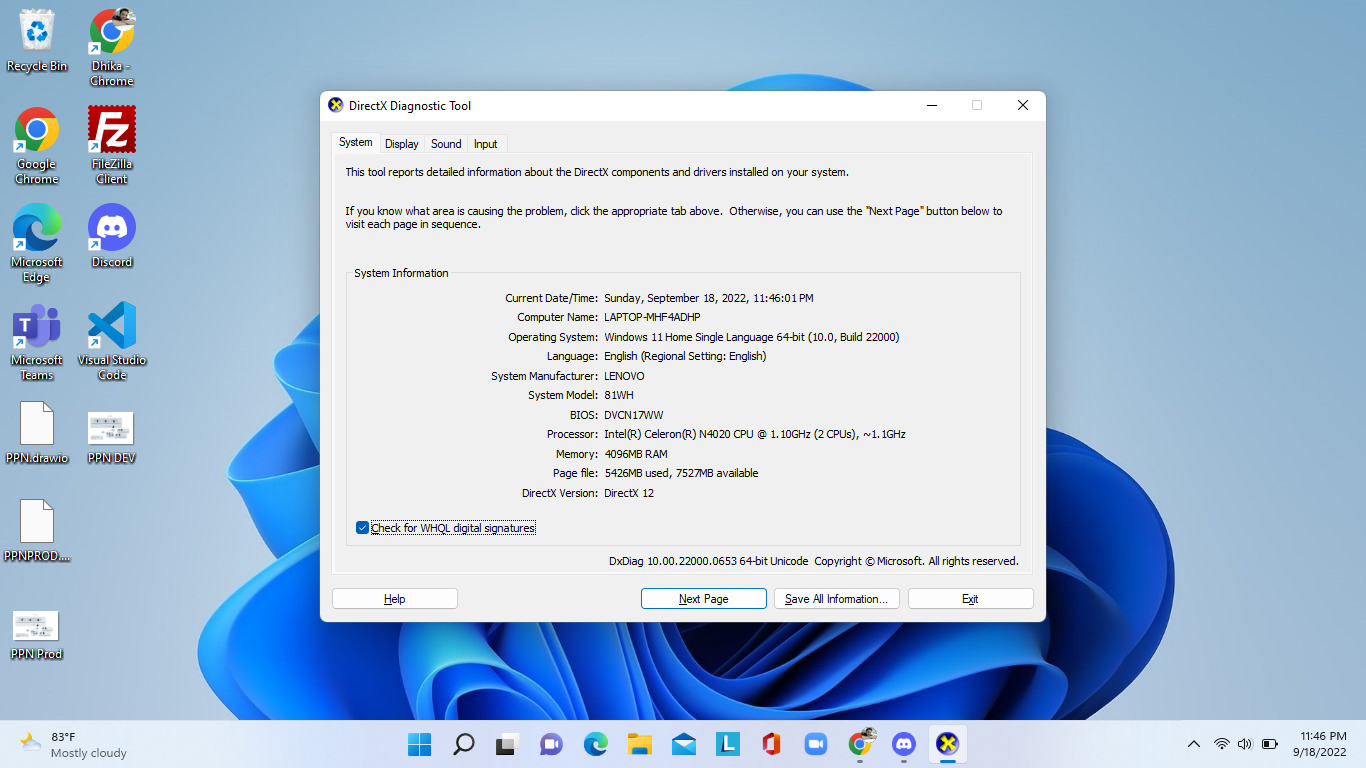 Recycle Bin
Dhika -
Chrome
Google
Chrome
FileZilla
Client
Microsoft
Edge
Discord
Microsoft
Teams
Visual Studio
Code
PPN.drawio
PPN DEV
PPNPROD....
PPN Prod
DirectX Diagnostic Tool
System
Display
Sound
Input
This tool reports detailed information about the DirectX components and drivers installed on your system.
If you know what area is causing the problem, click the appropriate tab above.  Otherwise, you can use the "Next Page" button below to
visit each page in sequence.
System Information
Current Date/Time: Sunday, September 18, 2022, 11:46:01 PM
Computer Name: LAPTOP-MHF4ADHP
Operating System: Windows 11 Home Single Language 64-bit (10.0, Build 22000)
Language: English (Regional Setting: English)
System Manufacturer: LENOVO
System Model: 81WH
BIOS: DVCN17WW
Processor: Intel(R) Celeron(R) N4020 CPU @ 1.10GHz (2 CPUs), ~1.1GHz
Memory: 4096MB RAM
Page file: 5426MB used, 7527MB available
DirectX Version: DirectX 12
Check for WHQL digital signatures
DxDiag 10.00.22000.0653 64-bit Unicode  Copyright © Microsoft. All rights reserved.
Help
Next Page
Save All Information...
Exit
83°F
Mostly cloudy
11:46 PM
9/18/2022